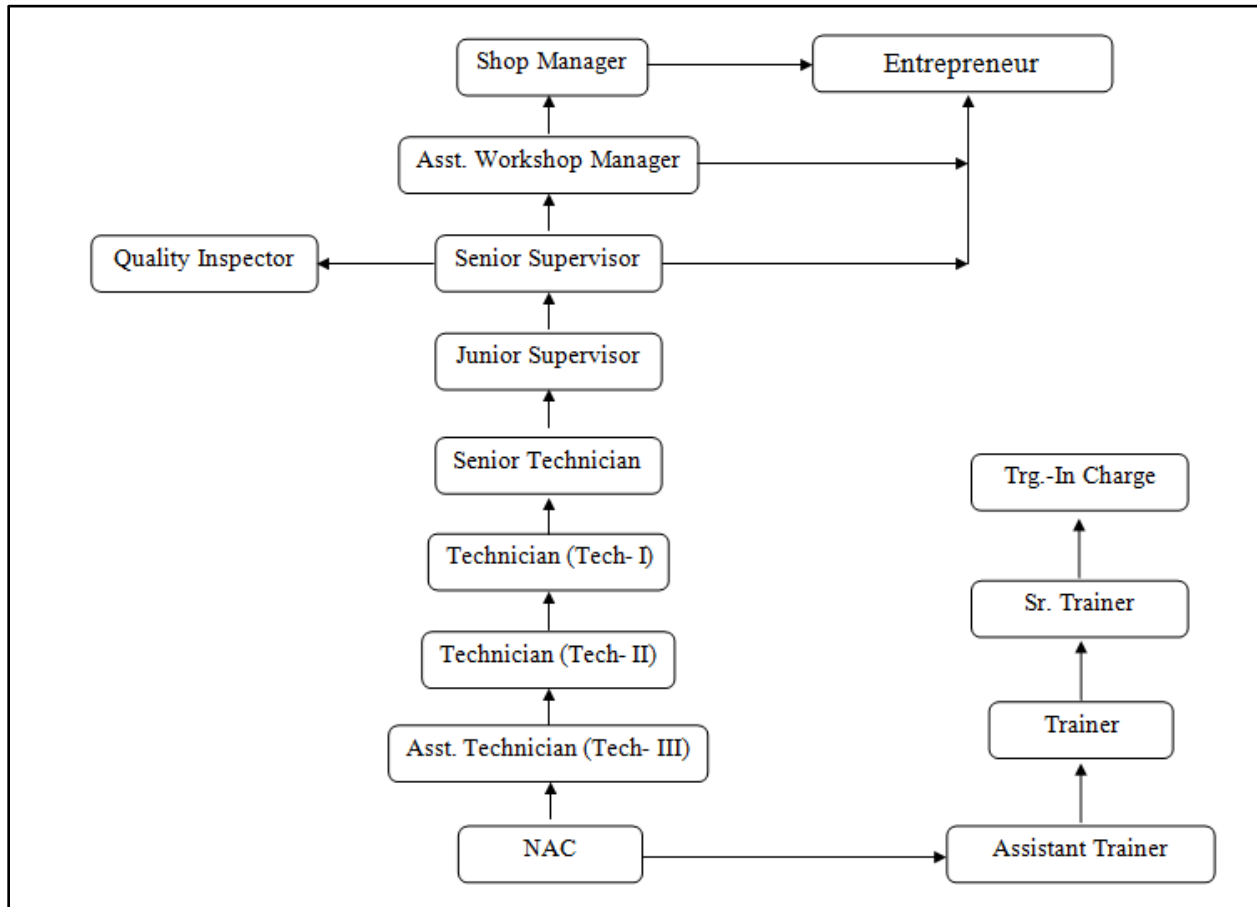 Shop Manager
Entrepreneur
Asst. Workshop Manager
Quality Inspector
Senior Supervisor
Junior Supervisor
Senior Technician
Trg.-In Charge
Technician (Tech- I)
Sr. Trainer
Technician (Tech- II)
Trainer
Asst. Technician (Tech- III)
NAC
Assistant Trainer